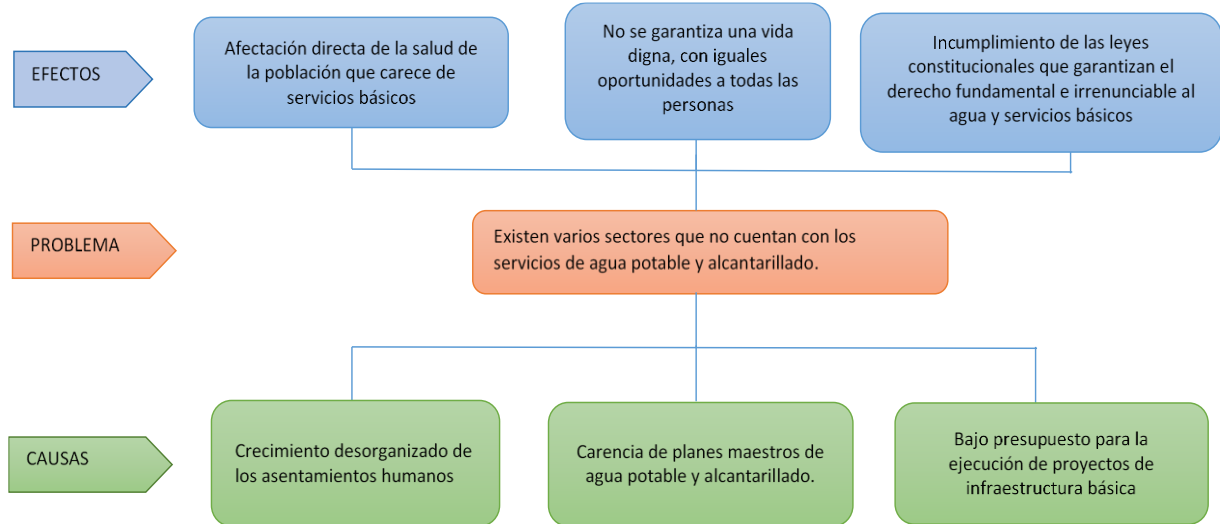 EFECTOS
Afectación directa de la salud de
la población que carece de
servicios básicos
No se garantiza una vida
digna, con iguales
oportunidades a todas las
personas
Incumplimiento de las leyes
constitucionales que garantizan el
derecho fundamental e irrenunciable al
agua y servicios básicos
PROBLEMA
Existen varios sectores que no cuentan con los
servicios de agua potable y alcantarillado.
CAUSAS
Crecimiento desorganizado de
los asentamientos humanos
Carencia de planes maestros de
agua potable y alcantarillado.
Bajo presupuesto para la
ejecución de proyectos de
infraestructura básica